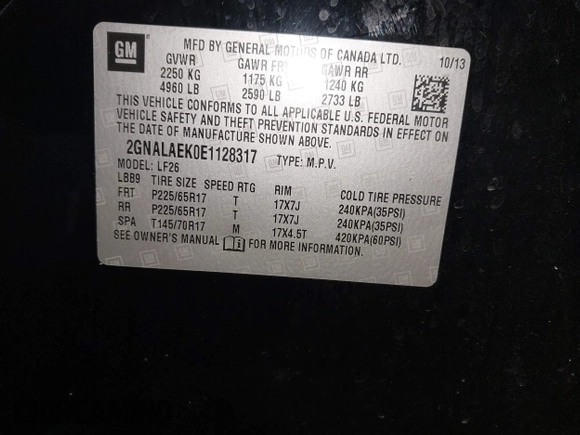 GM
MFD BY GENERAL MOTORS OF CANADA LTD. 10/13
GVWR GAWR FRT GAWR RR
2250 KG 1175 KG 1240 KG
4960 LB 2590 LB 2733 LB
THIS VEHICLE CONFORMS TO ALL APPLICABLE U.S. FEDERAL MOTOR
VEHICLE SAFETY AND THEFT PREVENTION STANDARDS IN EFFECT ON
THE DATE OF MANUFACTURE SHOWN ABOVE.
2GNALAEK0E1128317 TYPE: M.P.V.
MODEL: LF26
LBB9 TIRE SIZE SPEED RTG RIM COLD TIRE PRESSURE
FRT P225/65R17 T 17X7J 240KPA(35PSI)
RR P225/65R17 T 17X7J 240KPA(35PSI)
SPA T145/70R17 M 17X4.5T 420KPA(60PSI)
SEE OWNER'S MANUAL FOR MORE INFORMATION.